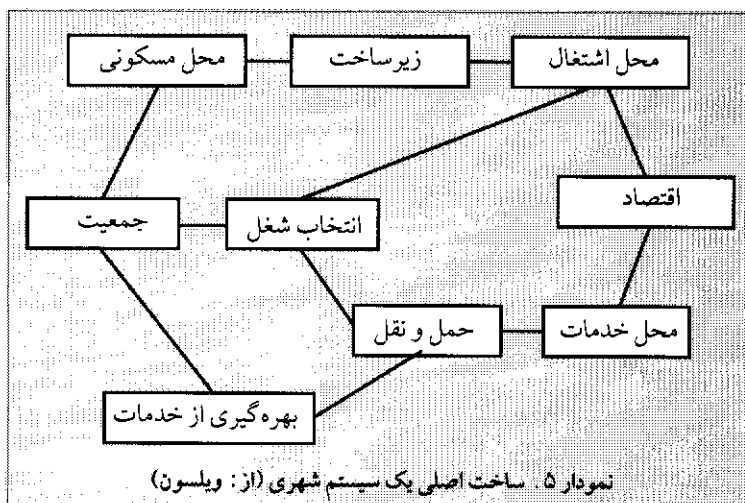 محل اشتغال
زیرساخت
محل مسکونی
اقتصاد
انتخاب شغل
جمعیت
محل خدمات
حمل و نقل
بهره‌گیری از خدمات
نمودار ۵. ساخت اصلی یک سیستم شهری (از: ویلسون)